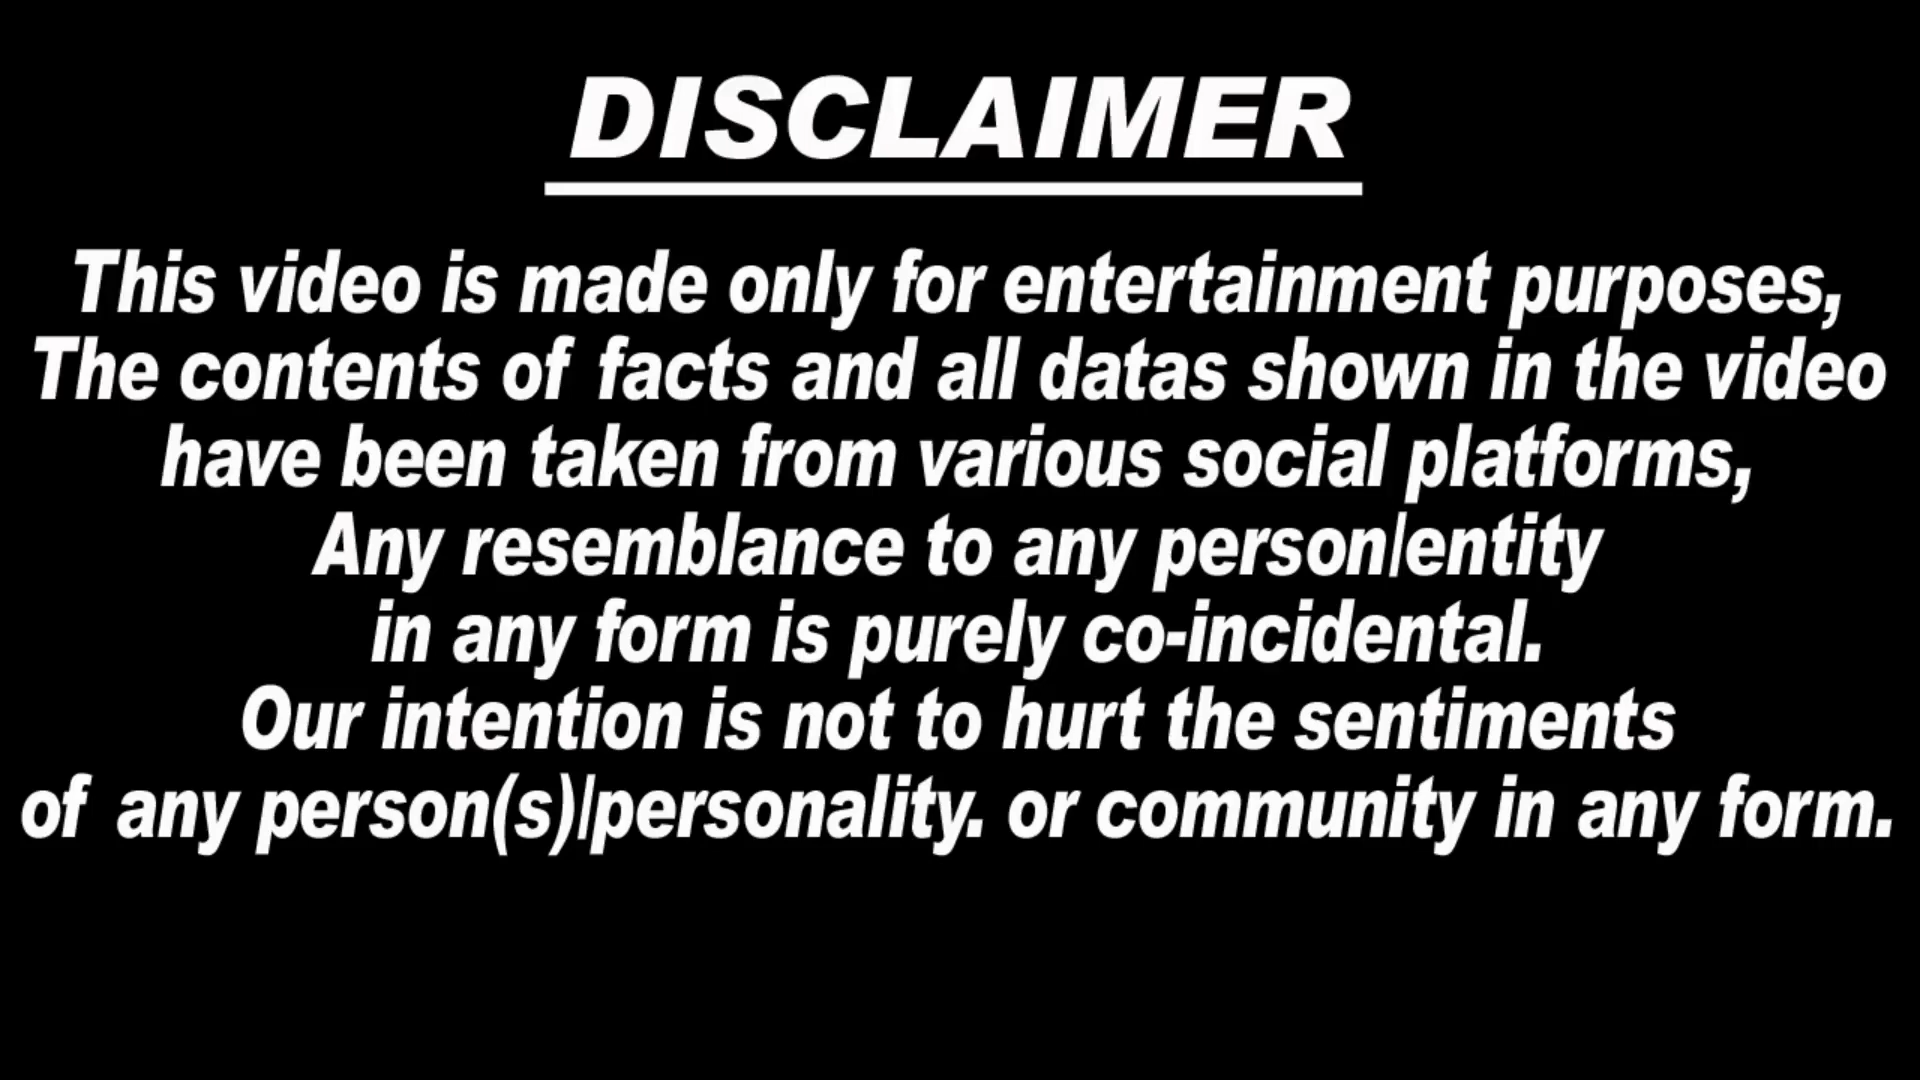 DISCLAIMER
This video is made only for entertainment purposes,
The contents of facts and all datas shown in the video
have been taken from various social platforms,
Any resemblance to any person/entity
in any form is purely co-incidental.
Our intention is not to hurt the sentiments
of any person(s)/personality. or community in any form.